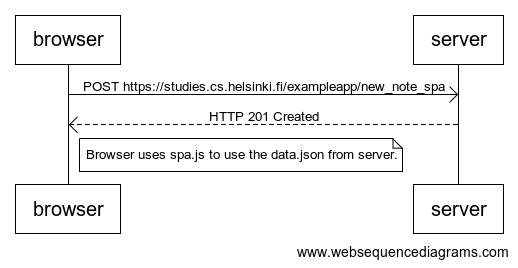 browser server
POST https://studies.cs.helsinki.fi/exampleapp/new_note_spa
HTTP 201 Created
Browser uses spa.js to use the data.json from server.
browser server
www.websequencediagrams.com